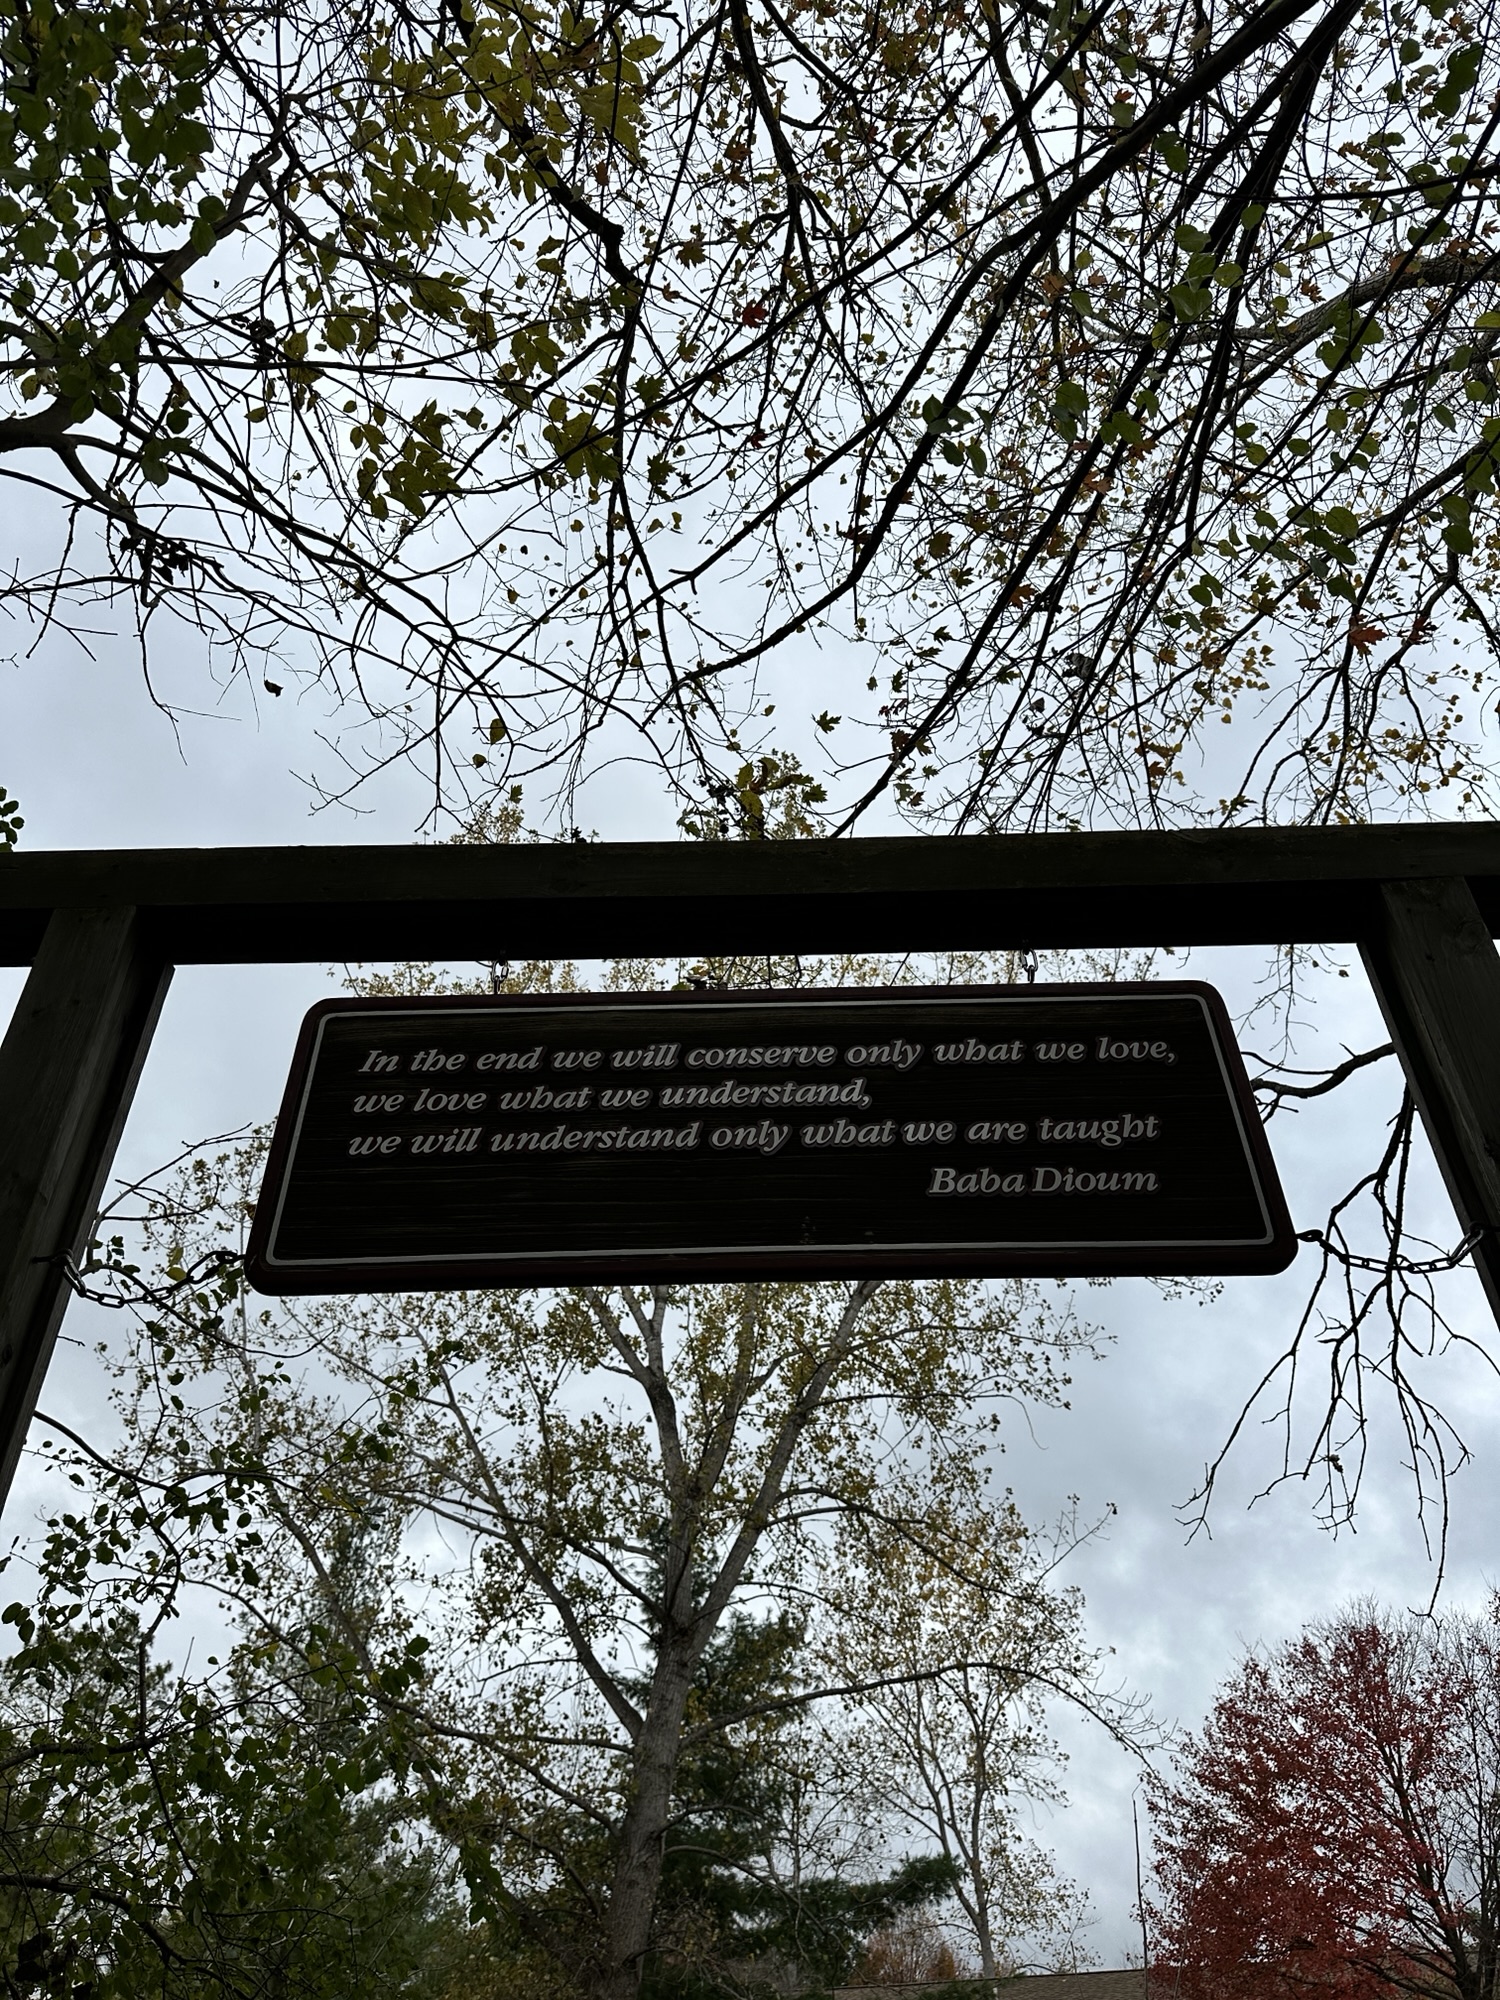 In the end we will conserve only what we love,
we love what we understand,
we will understand only what we are taught
Baba Dioum